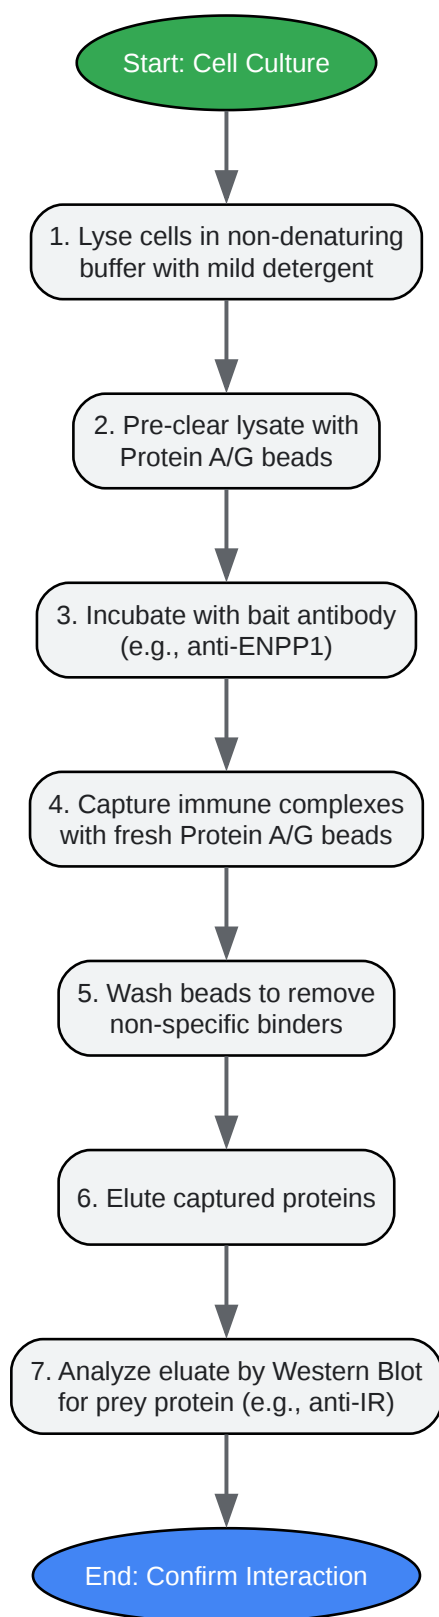 Start: Cell Culture
1. Lyse cells in non-denaturing
buffer with mild detergent
2. Pre-clear lysate with
Protein A/G beads
3. Incubate with bait antibody
(e.g., anti-ENPP1)
4. Capture immune complexes
with fresh Protein A/G beads
5. Wash beads to remove
non-specific binders
6. Elute captured proteins
7. Analyze eluate by Western Blot
for prey protein (e.g., anti-IR)
End: Confirm Interaction